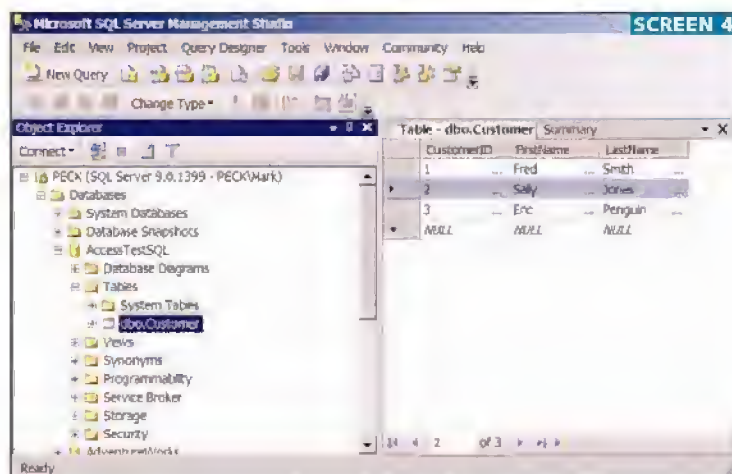 Microsoft SQL Server Management Studio
SCREEN 4
File Edit View Project Query Designer Tools Window Community Help
New Query
Change Type
Object Explorer
Connect
PECK (SQL Server 9.0.1399 - PECK\Mark)
Databases
System Databases
Database Snapshots
AccessTestSQL
Database Diagrams
Tables
System Tables
dbo.Customer
Views
Synonyms
Programmability
Service Broker
Storage
Security
AdventureWorks
Table - dbo.Customer Summary
CustomerID FirstName LastName
1 ... Fred ... Smith ...
2 ... Sally ... Jones ...
3 ... Eric ... Penguin ...
NULL NULL NULL
2 of 3
Ready